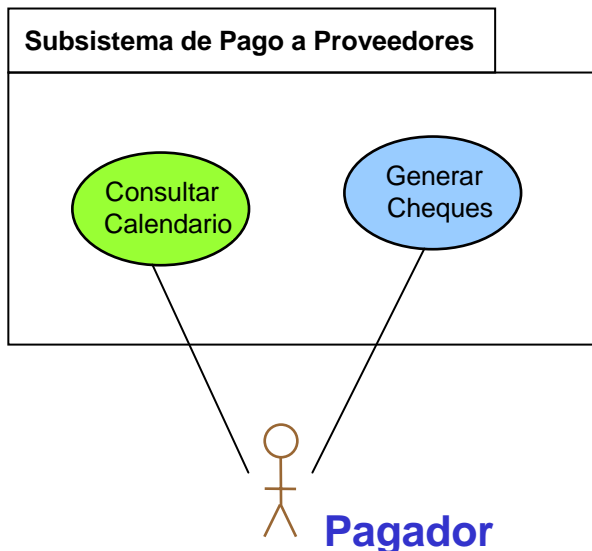 Subsistema de Pago a Proveedores
Consultar
Calendario
Generar
Cheques
Pagador